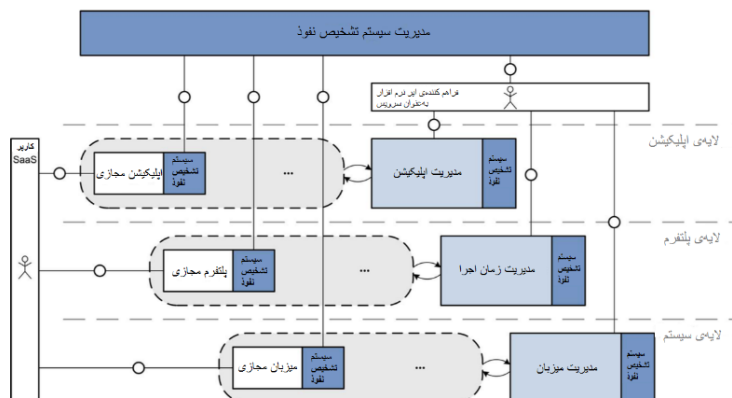 مدیریت سیستم تشخیص نفوذ
فراهم کننده‌ی ابر نرم افزار
به‌عنوان سرویس
لایه‌ی اپلیکیشن
کاربر
SaaS
اپلیکیشن مجازی
سیستم
تشخیص
نفوذ
...
مدیریت اپلیکیشن
سیستم
تشخیص
نفوذ
لایه‌ی پلتفرم
پلتفرم مجازی
سیستم
تشخیص
نفوذ
...
مدیریت زمان اجرا
سیستم
تشخیص
نفوذ
لایه‌ی سیستم
میزبان مجازی
سیستم
تشخیص
نفوذ
...
مدیریت میزبان
سیستم
تشخیص
نفوذ